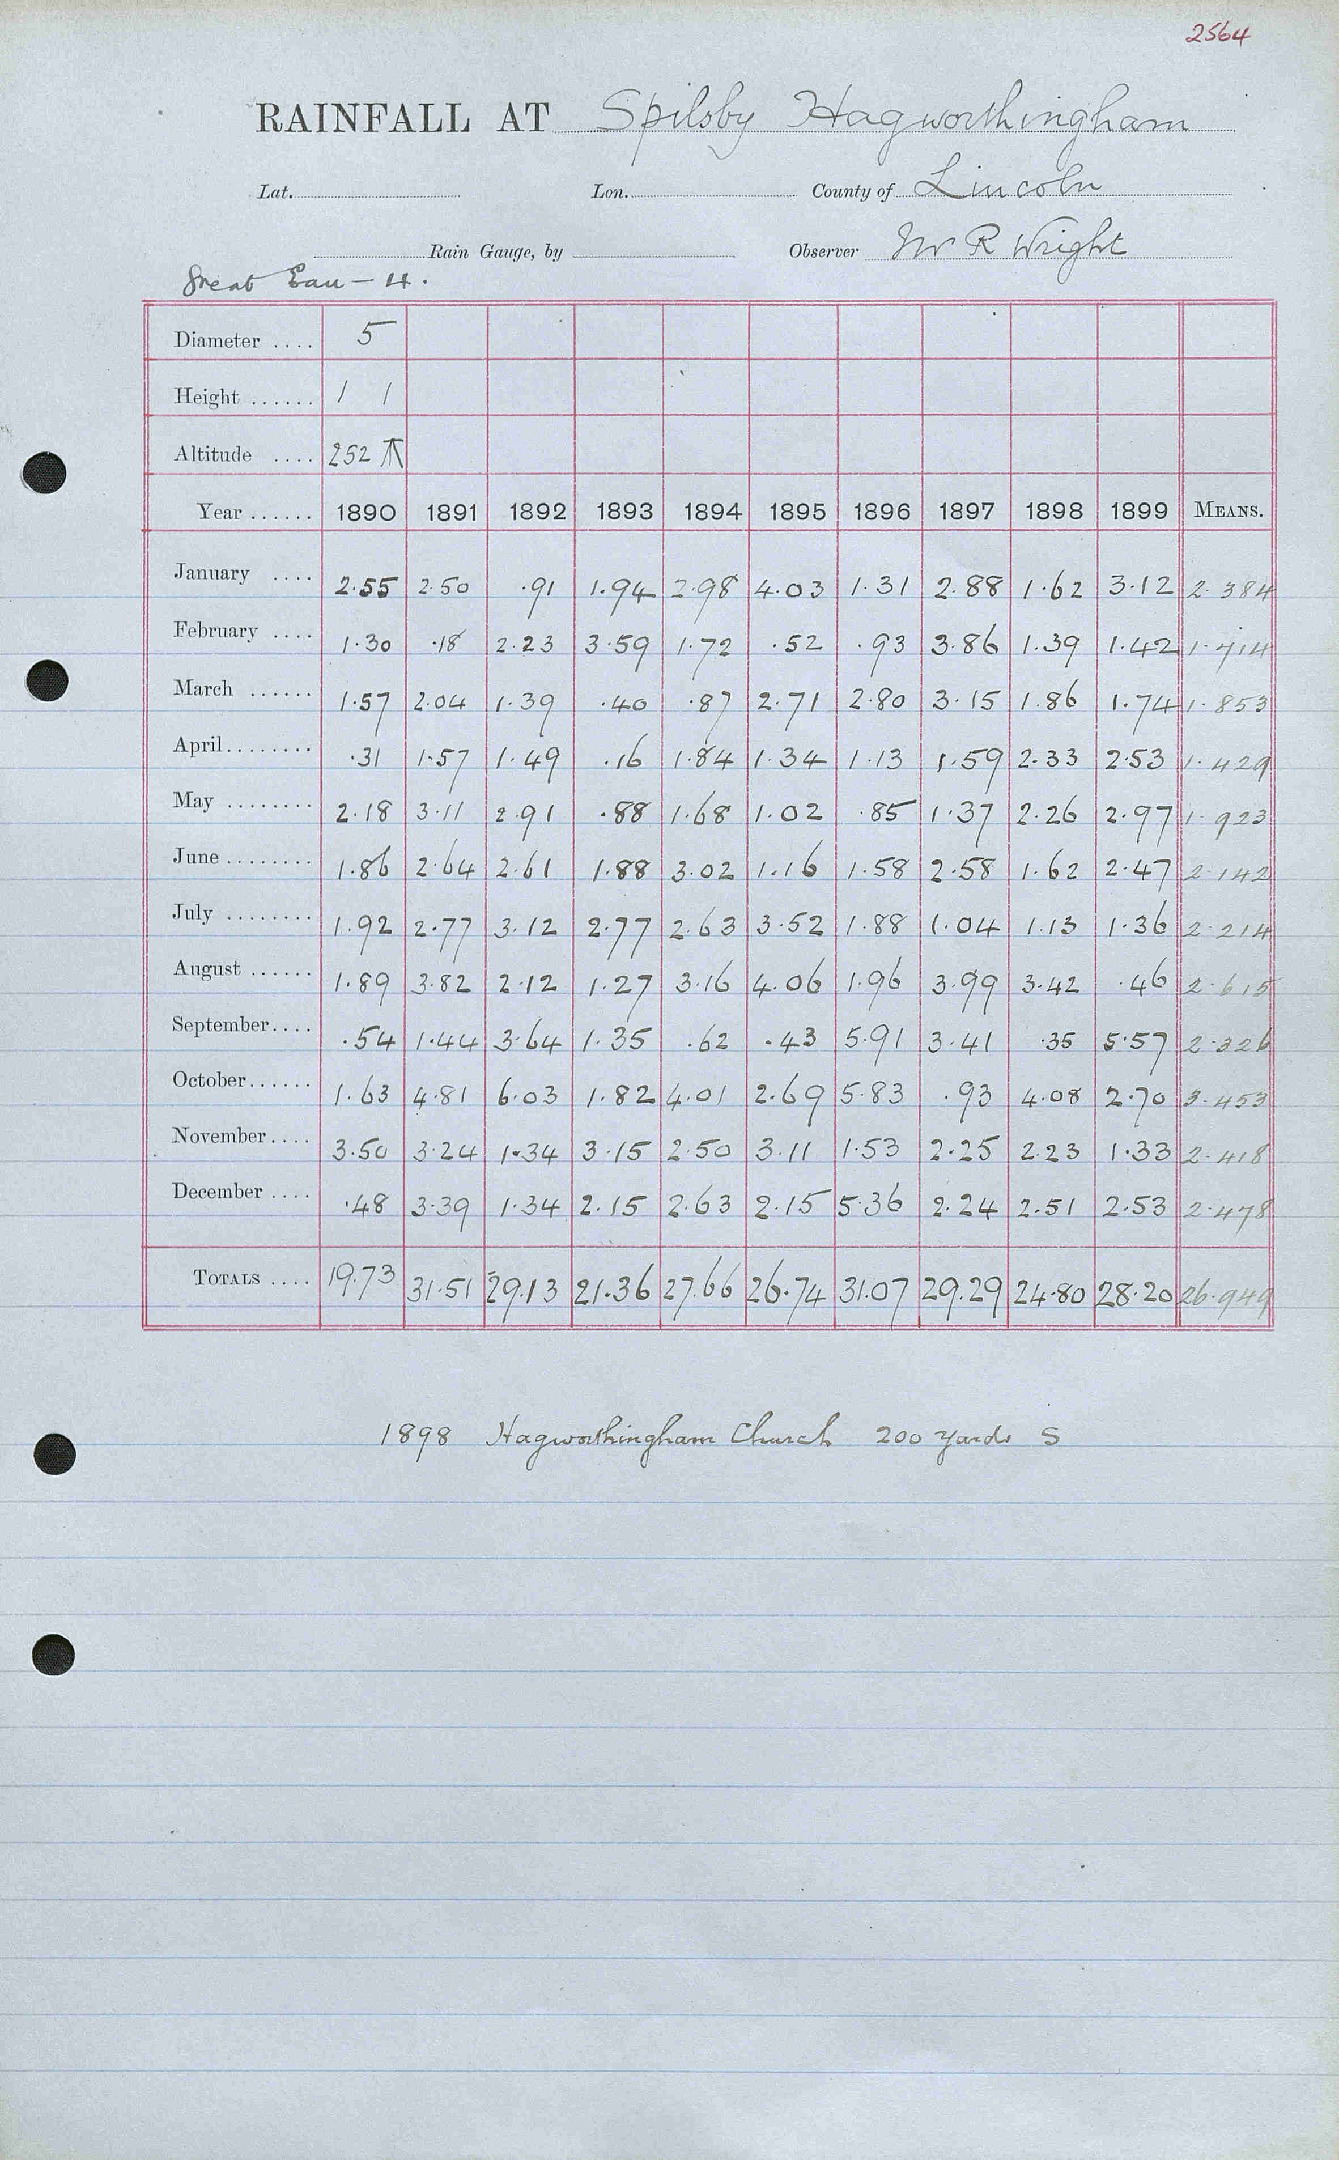 2564
RAINFALL AT Spilsby Hagworthingham
Lat. Lon. County of Lincoln
Rain Gauge, by Observer Mr R Wright
Great Eau — 4.
Diameter .... 5
Height ...... 1 1
Altitude .... 252
Year ...... 1890 1891 1892 1893 1894 1895 1896 1897 1898 1899 MEANS.
January .... 2.55 2.50 .91 1.94 2.98 4.03 1.31 2.88 1.62 3.12 2.384
February .... 1.30 .18 2.23 3.59 1.72 .52 .93 3.86 1.39 1.42 1.714
March ...... 1.57 2.04 1.39 .40 .87 2.71 2.80 3.15 1.86 1.74 1.853
April ........ .31 1.57 1.49 .16 1.84 1.34 1.13 1.59 2.33 2.53 1.429
May ........ 2.18 3.11 2.91 .88 1.68 1.02 .85 1.37 2.26 2.97 1.923
June ........ 1.86 2.64 2.61 1.88 3.02 1.16 1.58 2.58 1.62 2.47 2.142
July ........ 1.92 2.77 3.12 2.77 2.63 3.52 1.88 1.04 1.13 1.36 2.214
August ...... 1.89 3.82 2.12 1.27 3.16 4.06 1.96 3.99 3.42 .46 2.615
September .... .54 1.44 3.64 1.35 .62 .43 5.91 3.41 .35 5.57 2.326
October ...... 1.63 4.81 6.03 1.82 4.01 2.69 5.83 .93 4.08 2.70 3.453
November .... 3.50 3.24 1.34 3.15 2.50 3.11 1.53 2.25 2.23 1.33 2.418
December .... .48 3.39 1.34 2.15 2.63 2.15 5.36 2.24 2.51 2.53 2.478
TOTALS .... 19.73 31.51 29.13 21.36 27.66 26.74 31.07 29.29 24.80 28.20 26.949
1898 Hagworthingham Church 200 yards S